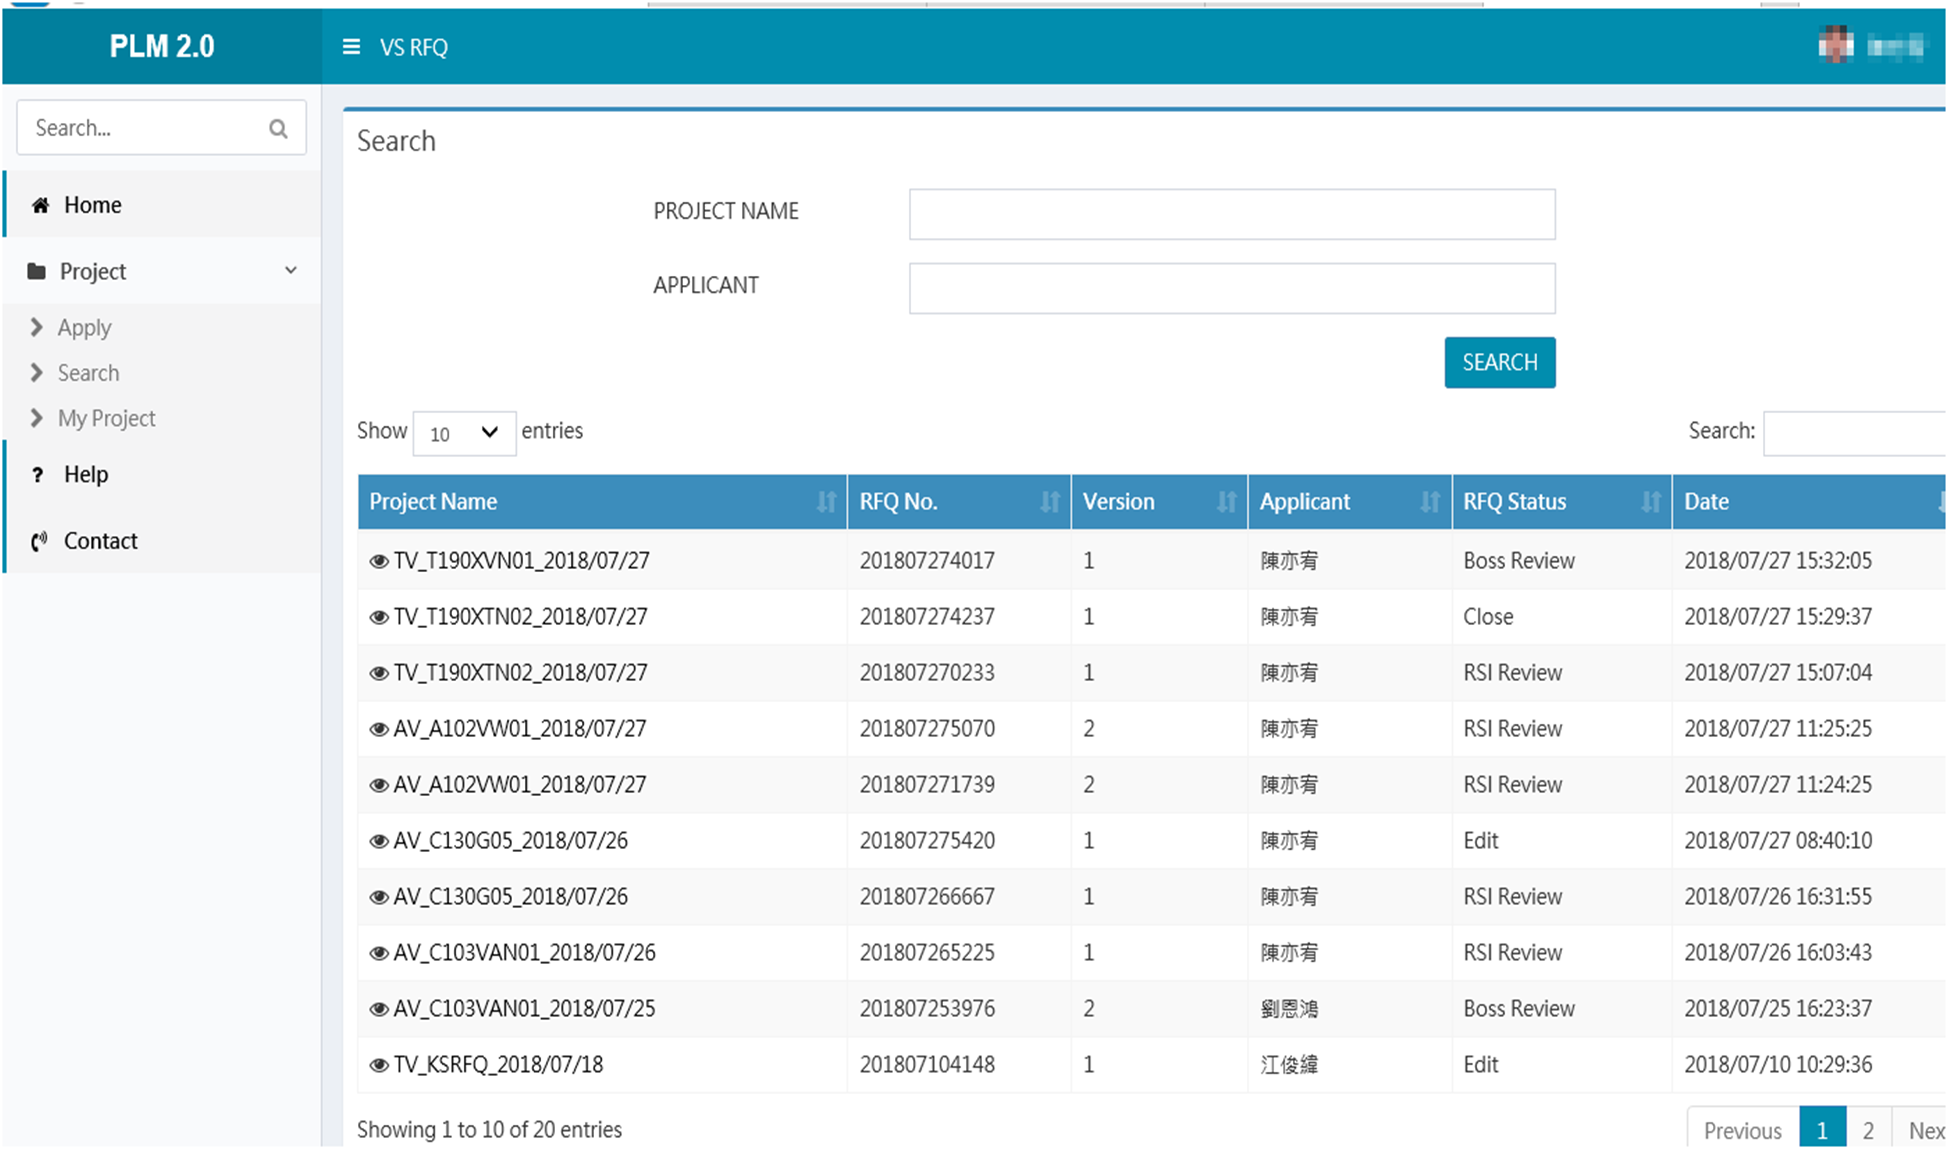 PLM 2.0
VS RFQ
Search...
Home
Project
Apply
Search
My Project
Help
Contact
Search
PROJECT NAME
APPLICANT
SEARCH
Show 10 entries
Search:
Project Name RFQ No. Version Applicant RFQ Status Date
TV_T190XVN01_2018/07/27 201807274017 1 陳亦宥 Boss Review 2018/07/27 15:32:05
TV_T190XTN02_2018/07/27 201807274237 1 陳亦宥 Close 2018/07/27 15:29:37
TV_T190XTN02_2018/07/27 201807270233 1 陳亦宥 RSI Review 2018/07/27 15:07:04
AV_A102VW01_2018/07/27 201807275070 2 陳亦宥 RSI Review 2018/07/27 11:25:25
AV_A102VW01_2018/07/27 201807271739 2 陳亦宥 RSI Review 2018/07/27 11:24:25
AV_C130G05_2018/07/26 201807275420 1 陳亦宥 Edit 2018/07/27 08:40:10
AV_C130G05_2018/07/26 201807266667 1 陳亦宥 RSI Review 2018/07/26 16:31:55
AV_C103VAN01_2018/07/26 201807265225 1 陳亦宥 RSI Review 2018/07/26 16:03:43
AV_C103VAN01_2018/07/25 201807253976 2 劉恩鴻 Boss Review 2018/07/25 16:23:37
TV_KSRFQ_2018/07/18 201807104148 1 江俊緯 Edit 2018/07/10 10:29:36
Showing 1 to 10 of 20 entries
Previous 1 2 Nex